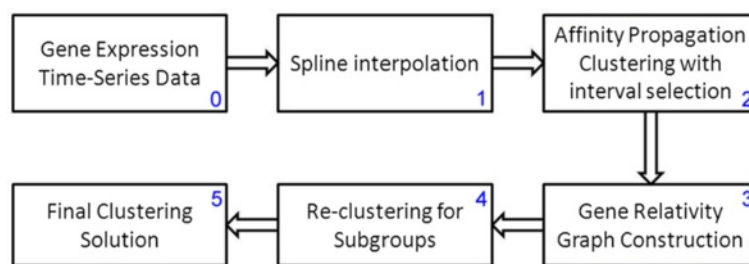 Gene Expression
Time-Series Data
0
Spline interpolation
1
Affinity Propagation
Clustering with
interval selection
2
Gene Relativity
Graph Construction
3
Re-clustering for
Subgroups
4
Final Clustering
Solution
5